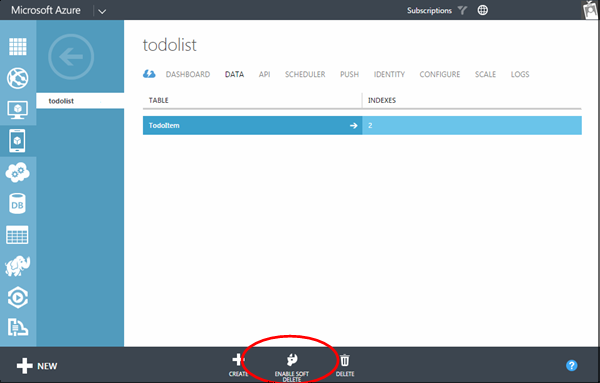 Microsoft Azure
Subscriptions
todolist
todolist
DASHBOARD DATA API SCHEDULER PUSH IDENTITY CONFIGURE SCALE LOGS
TABLE INDEXES
TodoItem 2
DB
NEW
CREATE
ENABLE SOFT
DELETE
DELETE
?